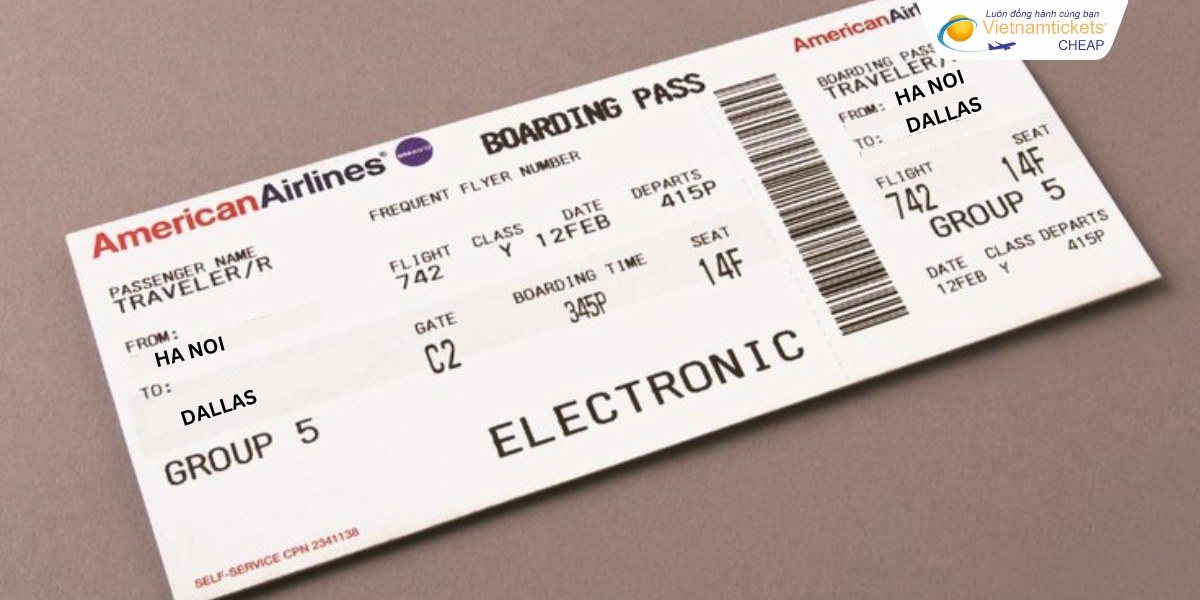 Luôn đồng hành cùng bạn
Vietnamtickets
CHEAP
AmericanAirlines®
BOARDING PASS
FREQUENT FLYER NUMBER
PASSENGER NAME
TRAVELER/R
FLIGHT CLASS DATE DEPARTS
742 Y 12FEB 415P
FROM:
HA NOI
GATE BOARDING TIME SEAT
C2 345P 14F
TO:
DALLAS
GROUP 5
ELECTRONIC
SELF-SERVICE CPN 2341138
BOARDING PASS
TRAVELER/
FROM: HA NOI
TO: DALLAS
FLIGHT SEAT
742 14F
GROUP 5
DATE CLASS DEPARTS
12FEB Y 415P